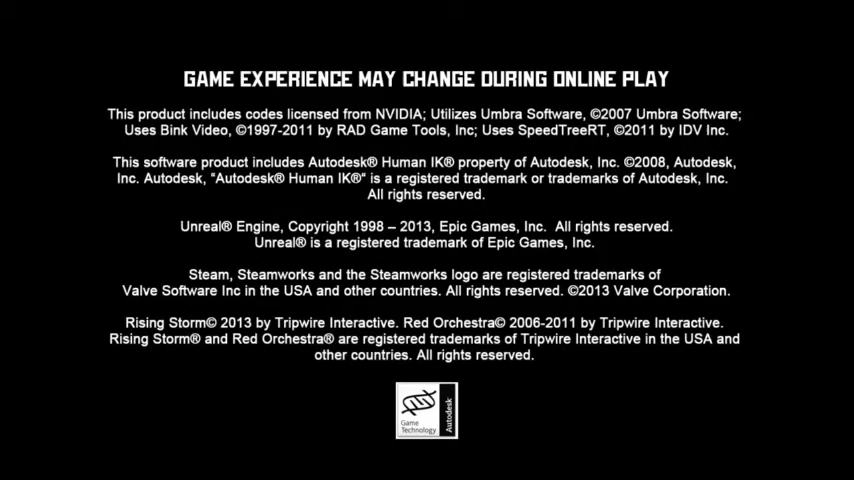 GAME EXPERIENCE MAY CHANGE DURING ONLINE PLAY
This product includes codes licensed from NVIDIA; Utilizes Umbra Software, ©2007 Umbra Software;
Uses Bink Video, ©1997-2011 by RAD Game Tools, Inc; Uses SpeedTreeRT, ©2011 by IDV Inc.
This software product includes Autodesk® Human IK® property of Autodesk, Inc. ©2008, Autodesk,
Inc. Autodesk, “Autodesk® Human IK®“ is a registered trademark or trademarks of Autodesk, Inc.
All rights reserved.
Unreal® Engine, Copyright 1998 – 2013, Epic Games, Inc. All rights reserved.
Unreal® is a registered trademark of Epic Games, Inc.
Steam, Steamworks and the Steamworks logo are registered trademarks of
Valve Software Inc in the USA and other countries. All rights reserved. ©2013 Valve Corporation.
Rising Storm© 2013 by Tripwire Interactive. Red Orchestra© 2006-2011 by Tripwire Interactive.
Rising Storm® and Red Orchestra® are registered trademarks of Tripwire Interactive in the USA and
other countries. All rights reserved.
Game
Technology
Autodesk